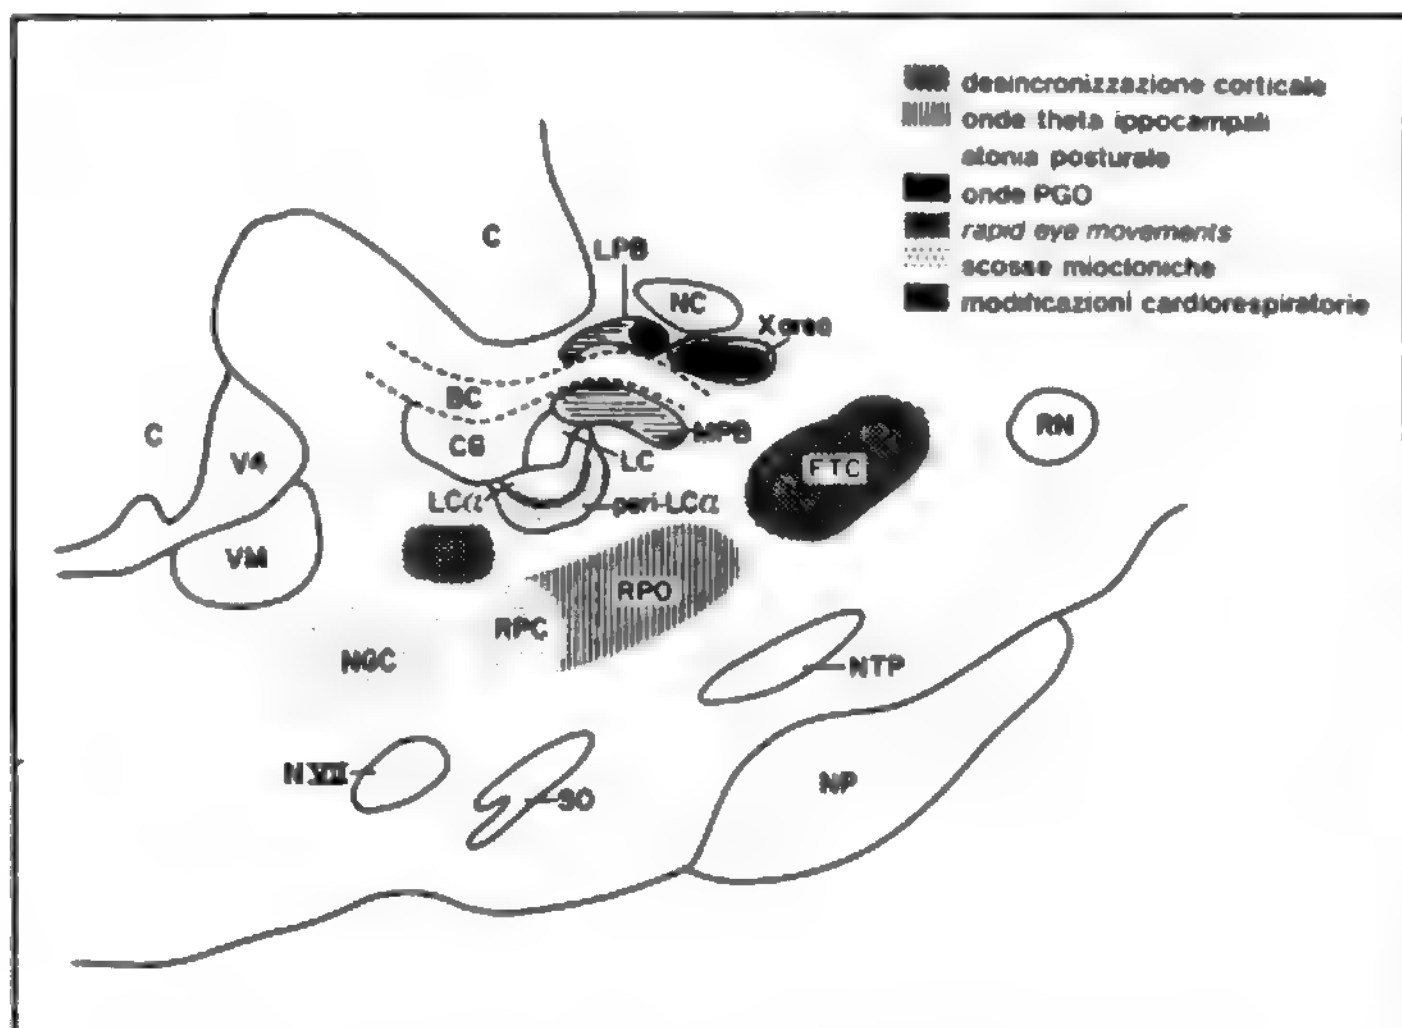 desincronizzazione corticale
onde theta ippocampali
atonia posturale
onde PGO
rapid eye movements
scosse miocloniche
modificazioni cardiorespiratorie
C
LPB
NC
X area
BC
C
CG
MPB
RN
V4
LC
FTC
LCα
peri-LCα
VM
RPO
RPC
NGC
NTP
N VII
SO
NP